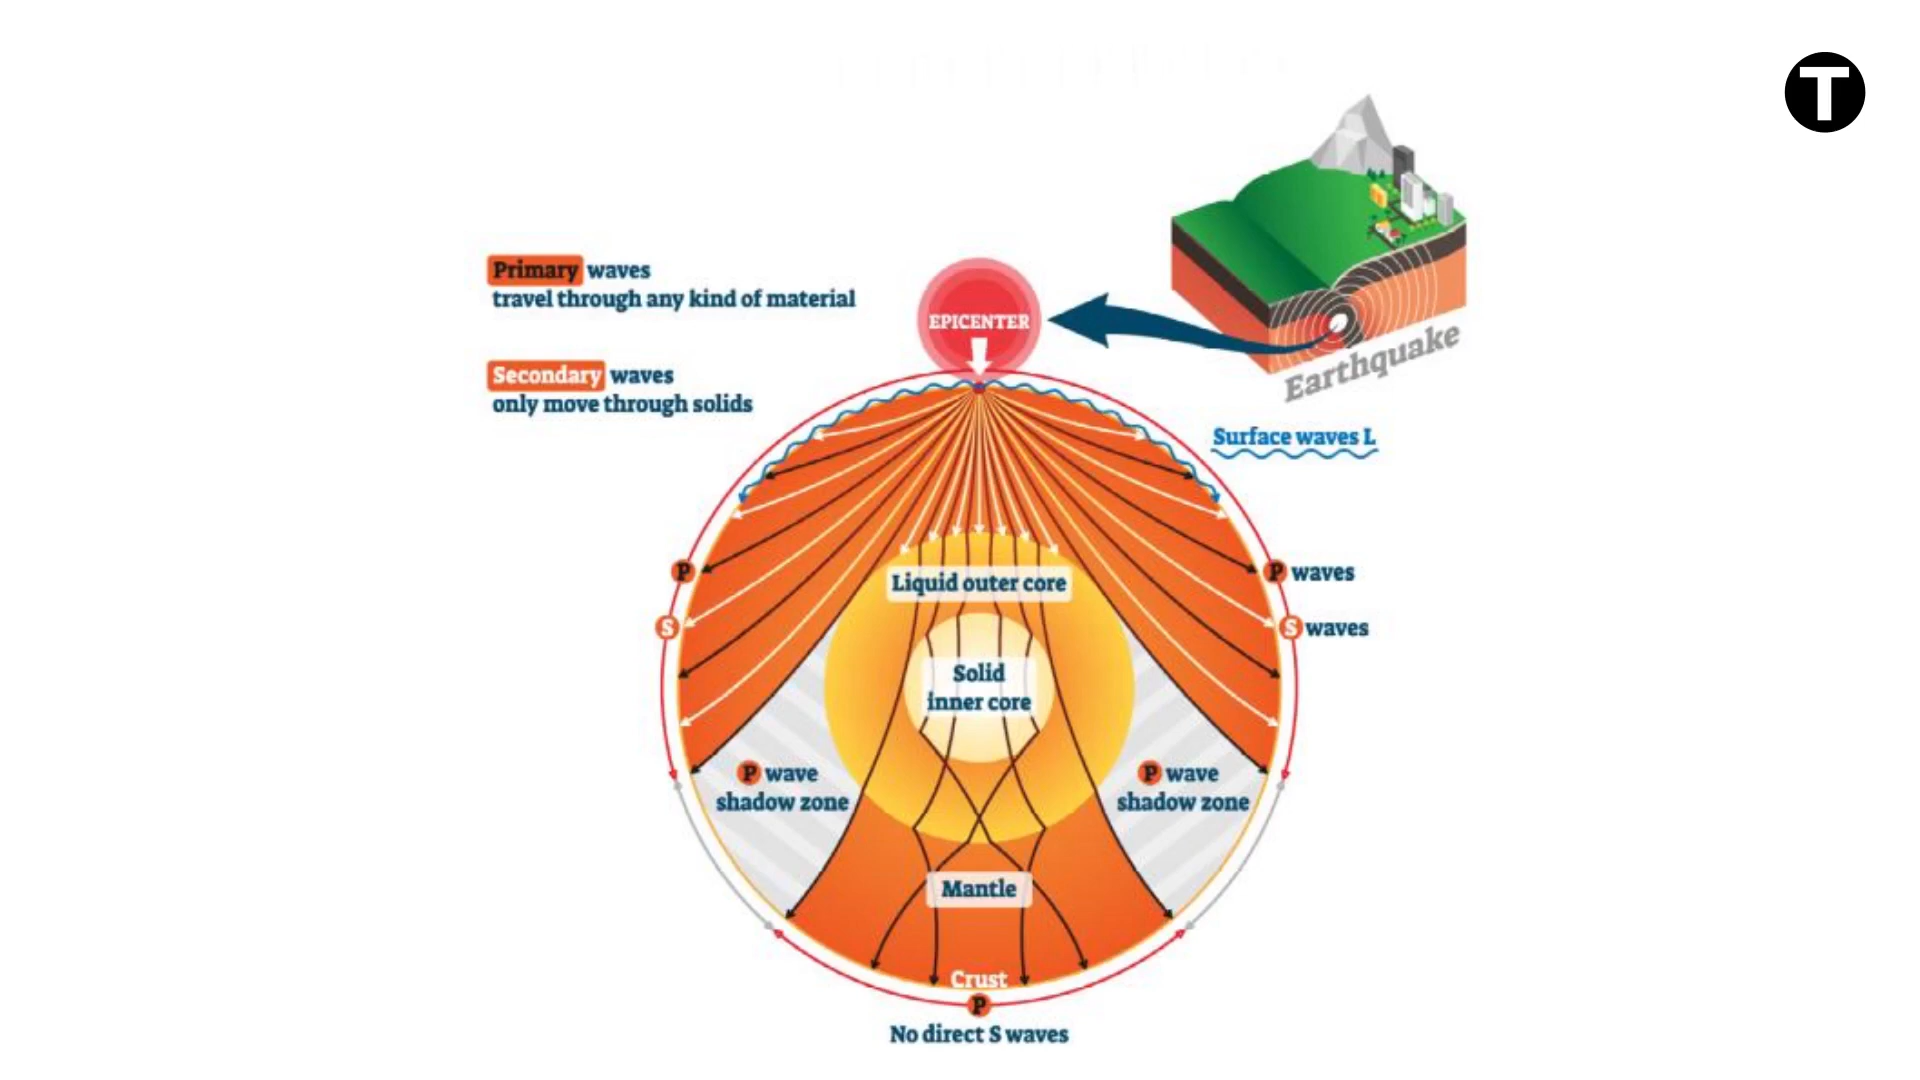 T
Primary waves
travel through any kind of material
EPICENTER
Secondary waves
only move through solids
Earthquake
Surface waves L
P
P waves
Liquid outer core
S
S waves
Solid
inner core
P wave
shadow zone
P wave
shadow zone
Mantle
Crust
P
No direct S waves